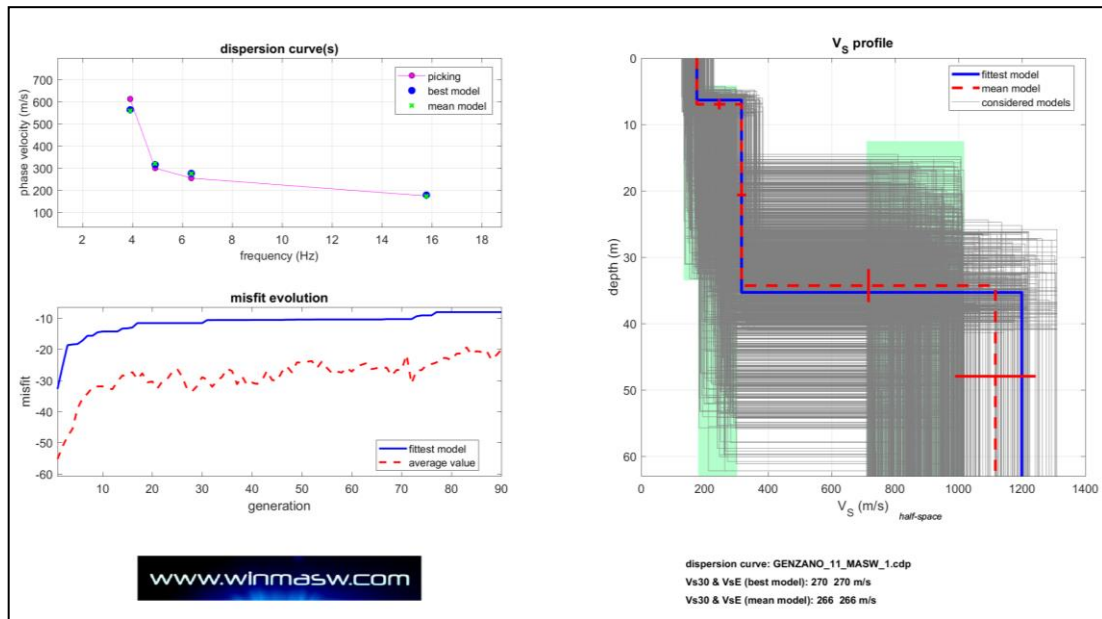 dispersion curve(s)
700
600
500
400
300
200
100
phase velocity (m/s)
picking
best model
mean model
2 4 6 8 10 12 14 16 18
frequency (Hz)
misfit evolution
-10
-20
-30
-40
-50
-60
misfit
fittest model
average value
10 20 30 40 50 60 70 80 90
generation
www.winmasw.com
V_S profile
0
10
20
30
40
50
60
depth (m)
fittest model
mean model
considered models
0 200 400 600 800 1000 1200 1400
V_S (m/s)
half-space
dispersion curve: GENZANO_11_MASW_1.cdp
Vs30 & VsE (best model): 270 270 m/s
Vs30 & VsE (mean model): 266 266 m/s